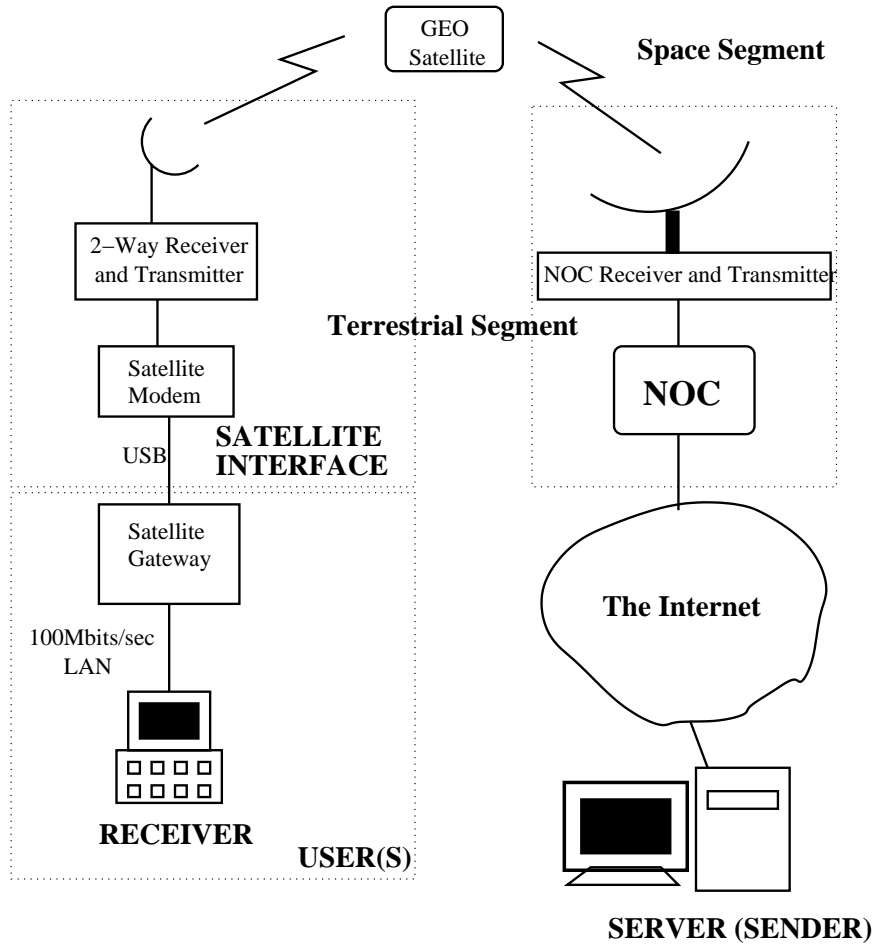 GEO
Satellite
Space Segment
2−Way Receiver
and Transmitter
NOC Receiver and Transmitter
Terrestrial Segment
Satellite
Modem
NOC
USB
SATELLITE
INTERFACE
Satellite
Gateway
The Internet
100Mbits/sec
LAN
RECEIVER
USER(S)
SERVER (SENDER)